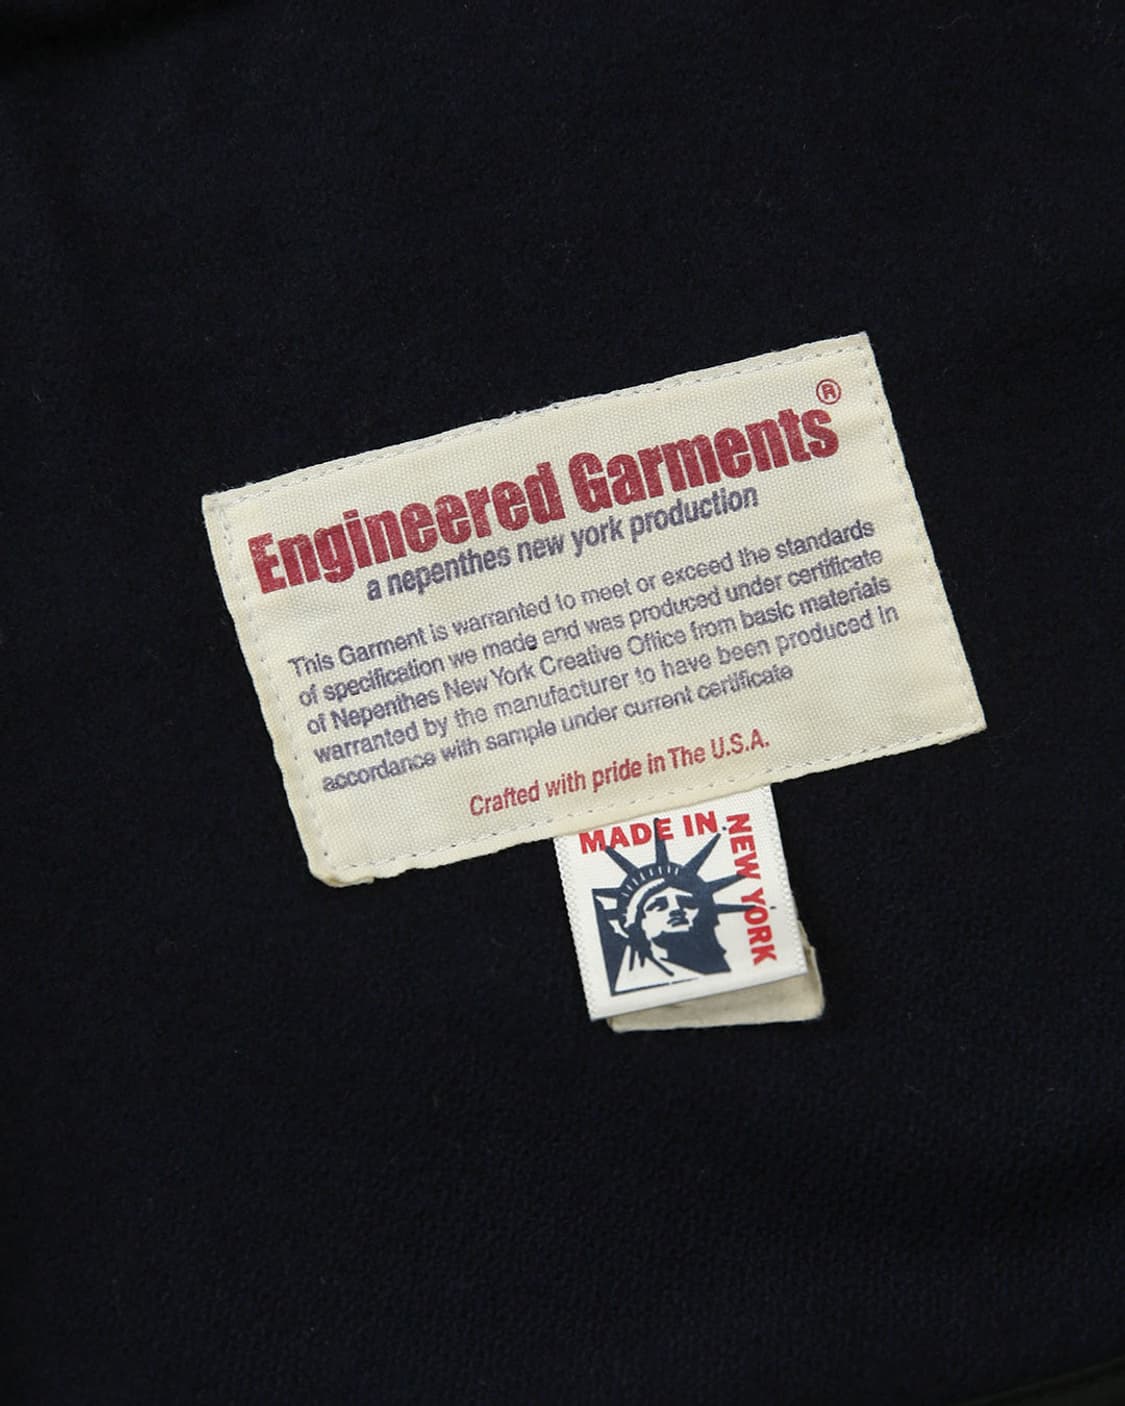 Engineered Garments®
a nepenthes new york production
This Garment is warranted to meet or exceed the standards
of specification we made and was produced under certificate
of Nepenthes New York Creative Office from basic materials
warranted by the manufacturer to have been produced in
accordance with sample under current certificate
Crafted with pride in The U.S.A.
MADE IN
NEW YORK